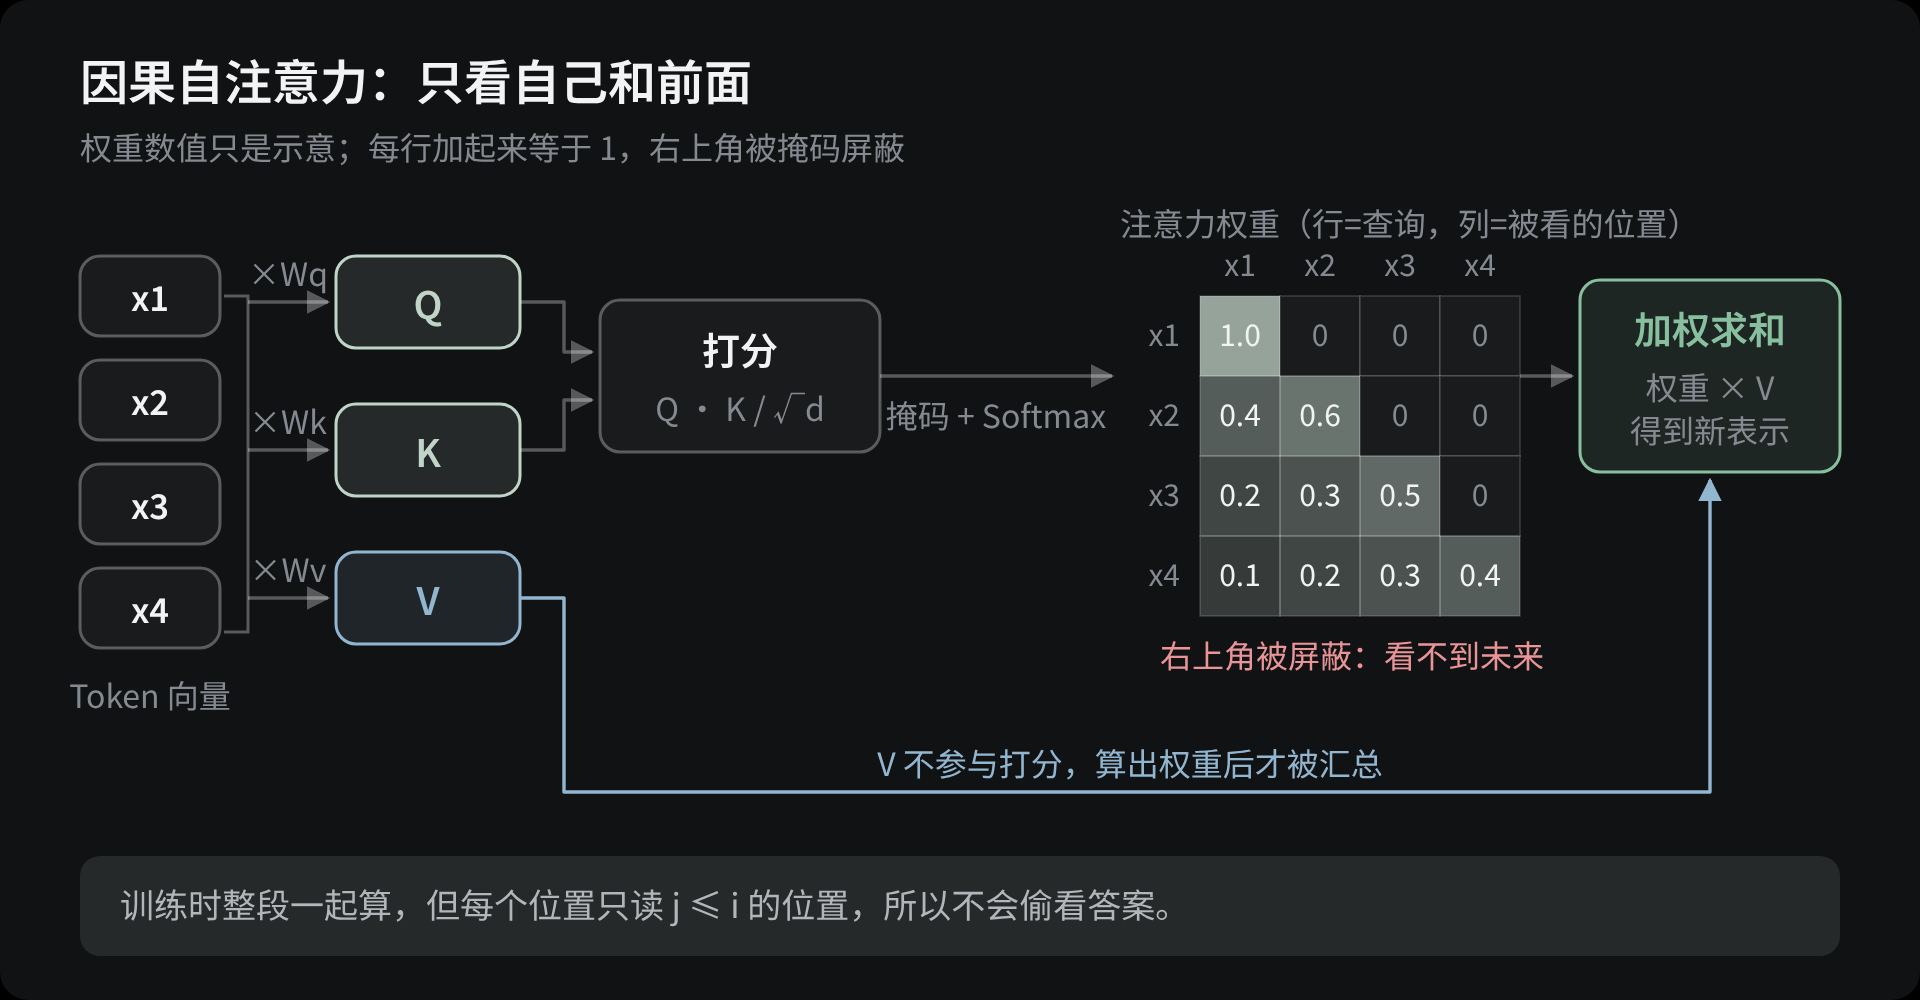 因果自注意力：只看自己和前面
权重数值只是示意；每行加起来等于 1，右上角被掩码屏蔽
x1
x2
x3
x4
Token 向量
×Wq
×Wk
×Wv
Q
K
V
打分
Q · K / √d
掩码 + Softmax
注意力权重（行=查询，列=被看的位置）
x1 x2 x3 x4
x1 1.0 0 0 0
x2 0.4 0.6 0 0
x3 0.2 0.3 0.5 0
x4 0.1 0.2 0.3 0.4
右上角被屏蔽：看不到未来
加权求和
权重 × V
得到新表示
V 不参与打分，算出权重后才被汇总
训练时整段一起算，但每个位置只读 j ≤ i 的位置，所以不会偷看答案。